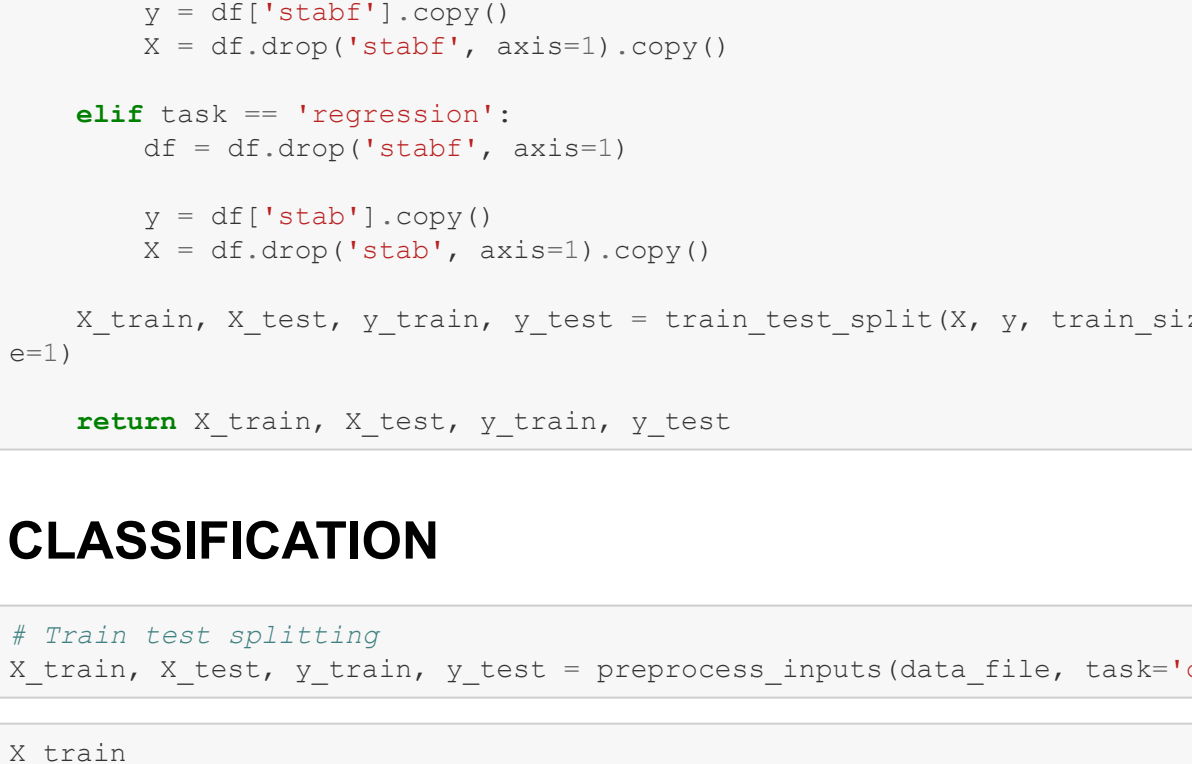 y = df['stabf'].copy()
X = df.drop('stabf', axis=1).copy()
elif task == 'regression':
df = df.drop('stabf', axis=1)
y = df['stab'].copy()
X = df.drop('stab', axis=1).copy()
X_train, X_test, y_train, y_test = train_test_split(X, y, train_siz
e=1)
return X_train, X_test, y_train, y_test
CLASSIFICATION
# Train test splitting
X_train, X_test, y_train, y_test = preprocess_inputs(data_file, task='c
X_train